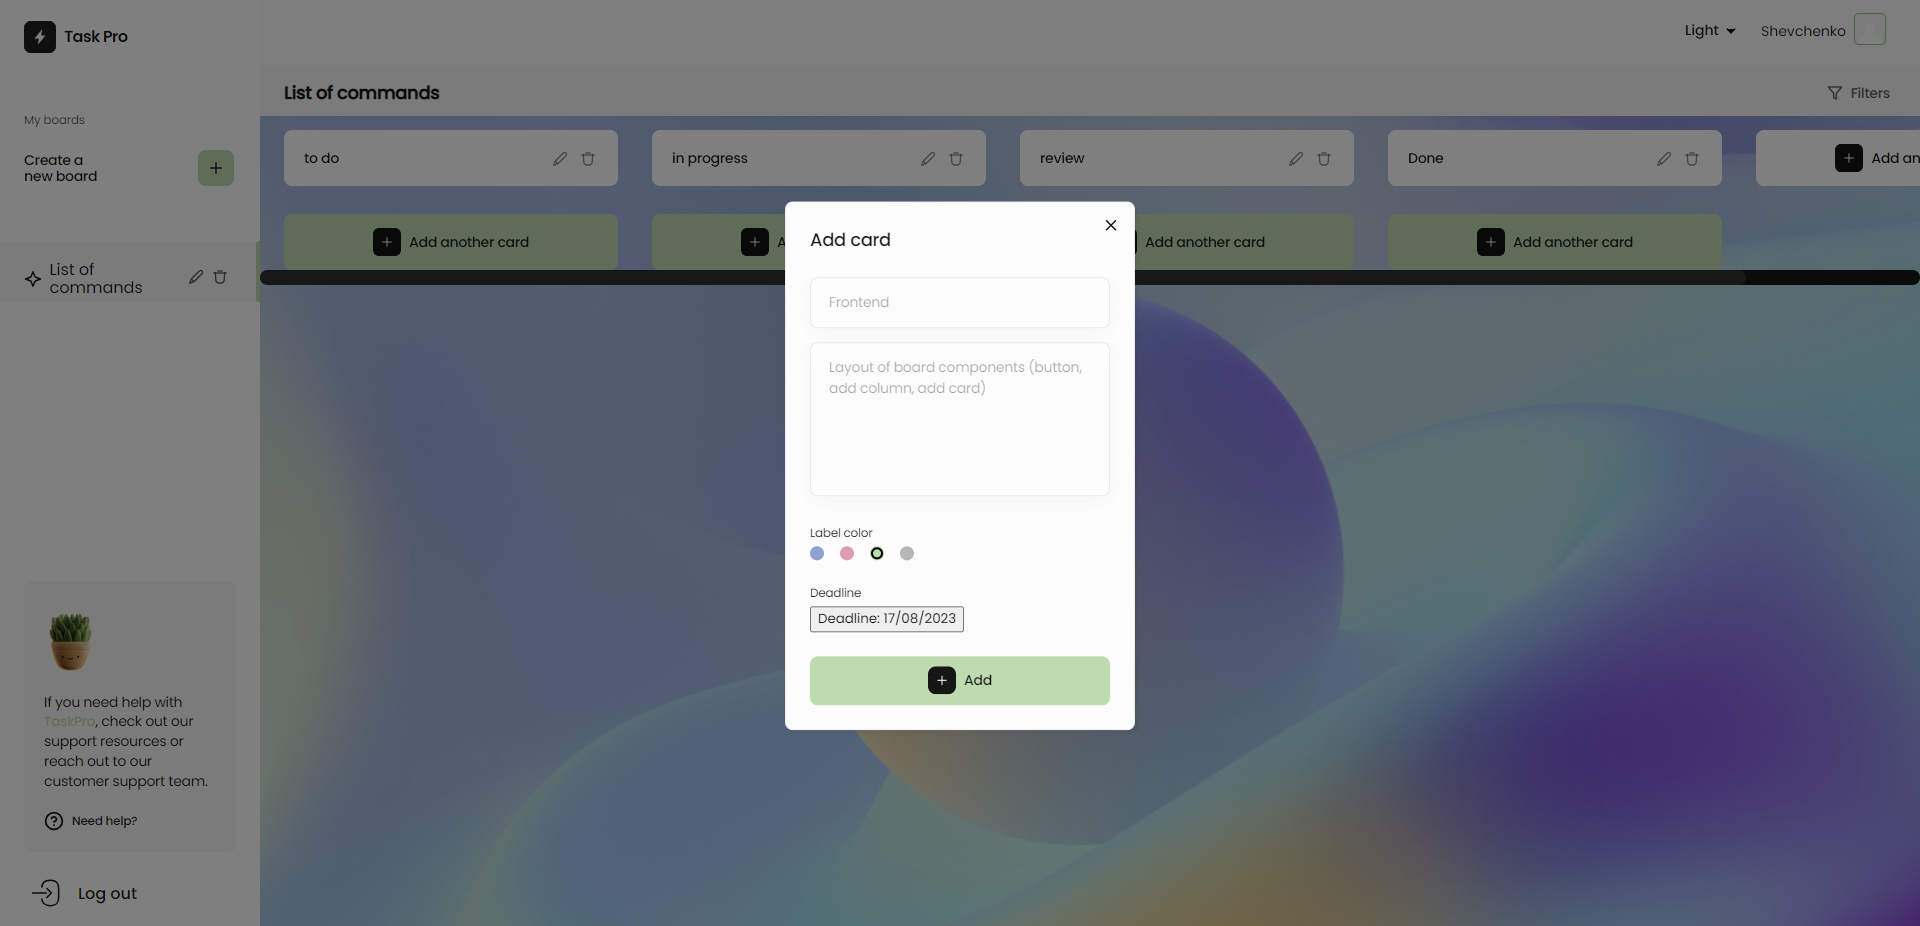 Task Pro
Light
Shevchenko
My boards
Create a
new board
List of
commands
If you need help with
TaskPro, check out our
support resources or
reach out to our
customer support team.
Need help?
Log out
List of commands
Filters
to do
in progress
review
Done
Add an
Add another card
A
Add another card
Add another card
Add card
Frontend
Layout of board components (button,
add column, add card)
Label color
Deadline
Deadline: 17/08/2023
Add